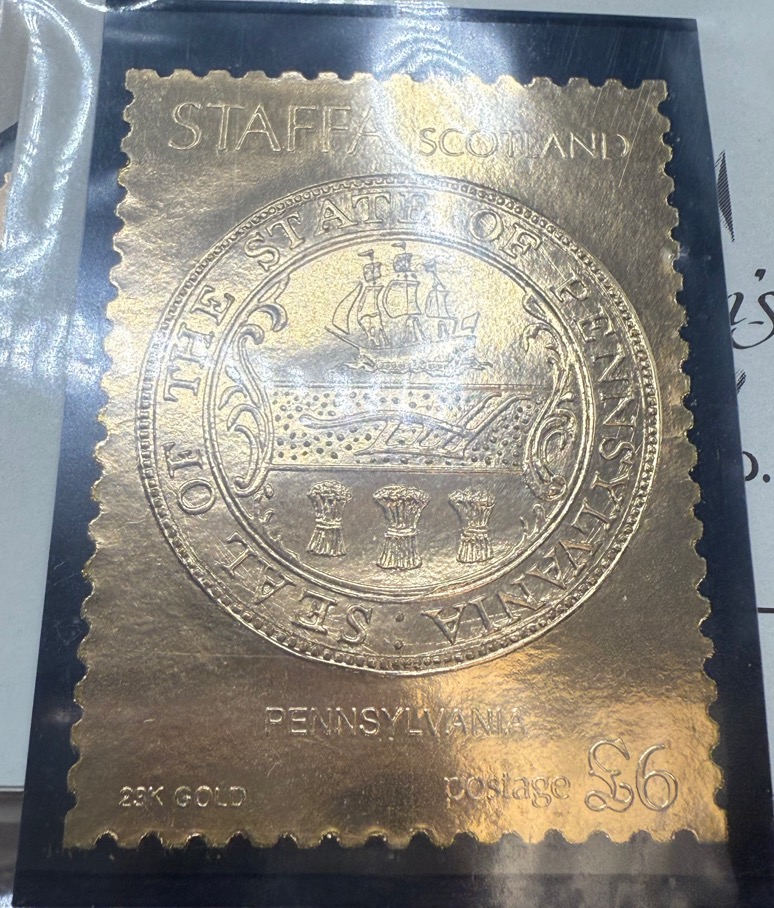 STAFFA SCOTLAND
SEAL OF THE STATE OF PENNSYLVANIA :
PENNSYLVANIA
23K GOLD
postage £6